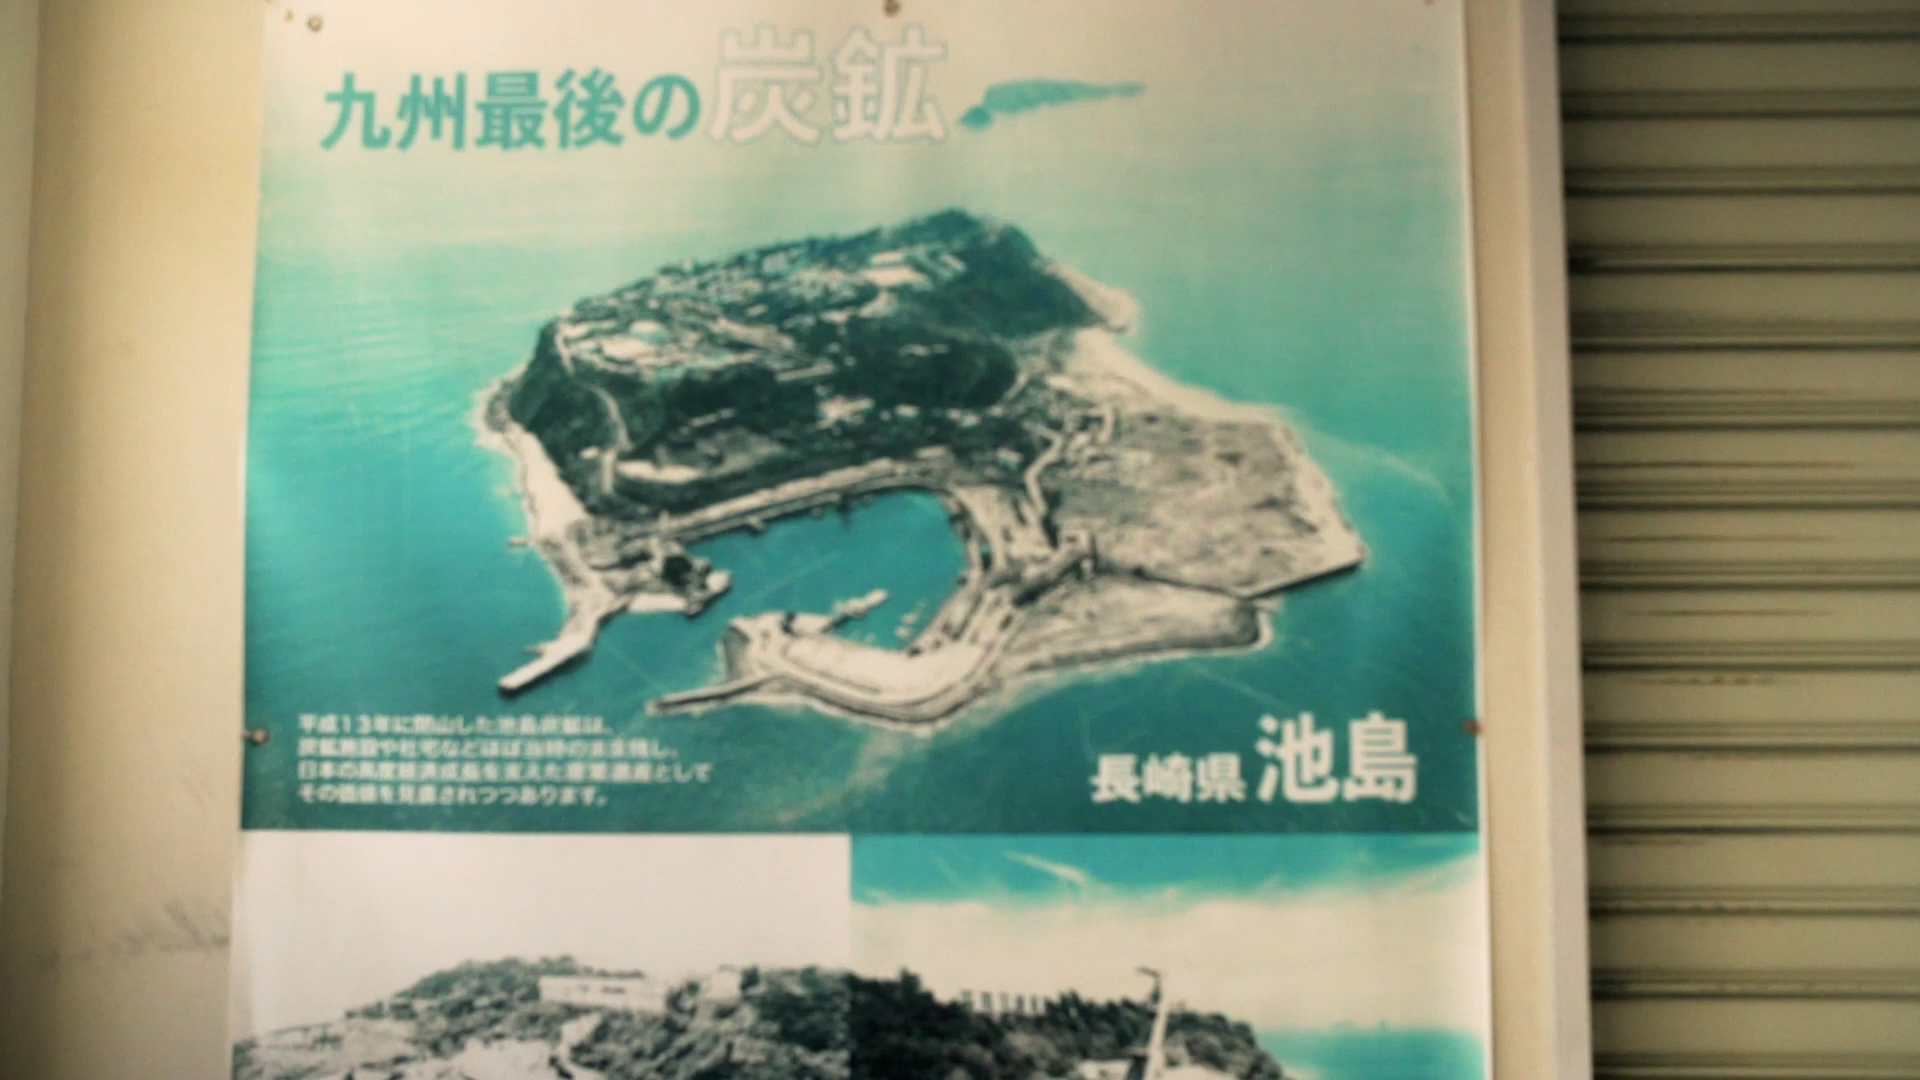 九州最後の炭鉱
平成13年に閉山した池島炭鉱は、
炭鉱施設や社宅などほぼ当時のまま残し、
日本の高度経済成長を支えた産業遺産として
その価値を見直されつつあります。
長崎県 池島